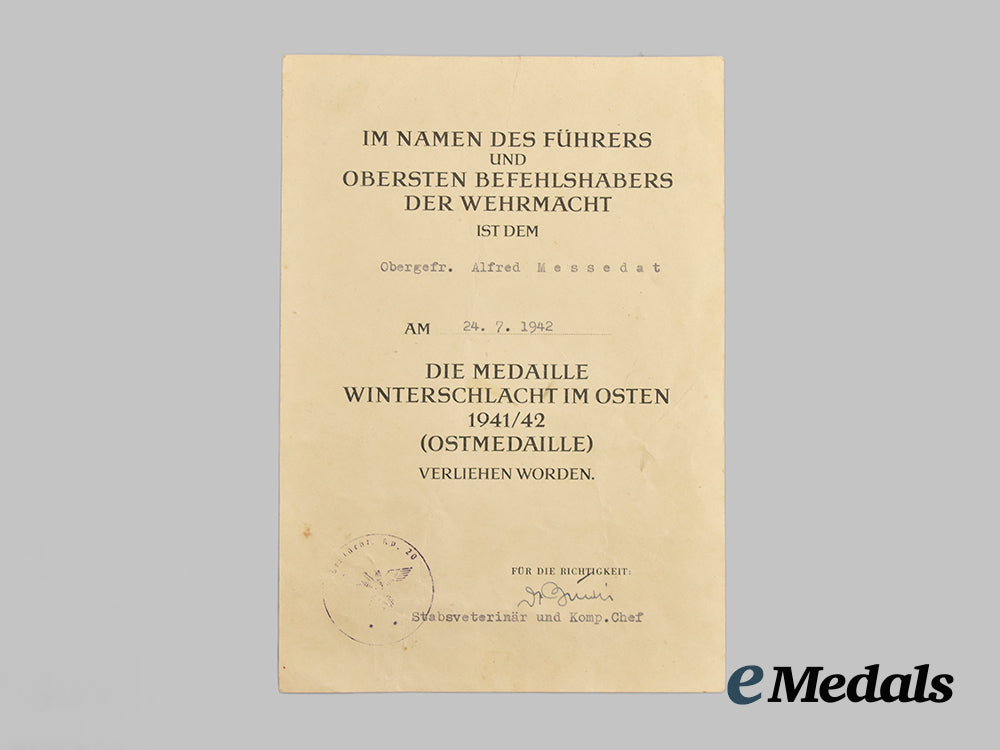 IM NAMEN DES FÜHRERS
UND
OBERSTEN BEFEHLSHABERS
DER WEHRMACHT
IST DEM
Obergefr. Alfred Messedat
AM 24. 7. 1942
DIE MEDAILLE
WINTERSCHLACHT IM OSTEN
1941/42
(OSTMEDAILLE)
VERLIEHEN WORDEN.
20
FÜR DIE RICHTIGKEIT:
Stabsveterinär und Komp.Chef
eMedals